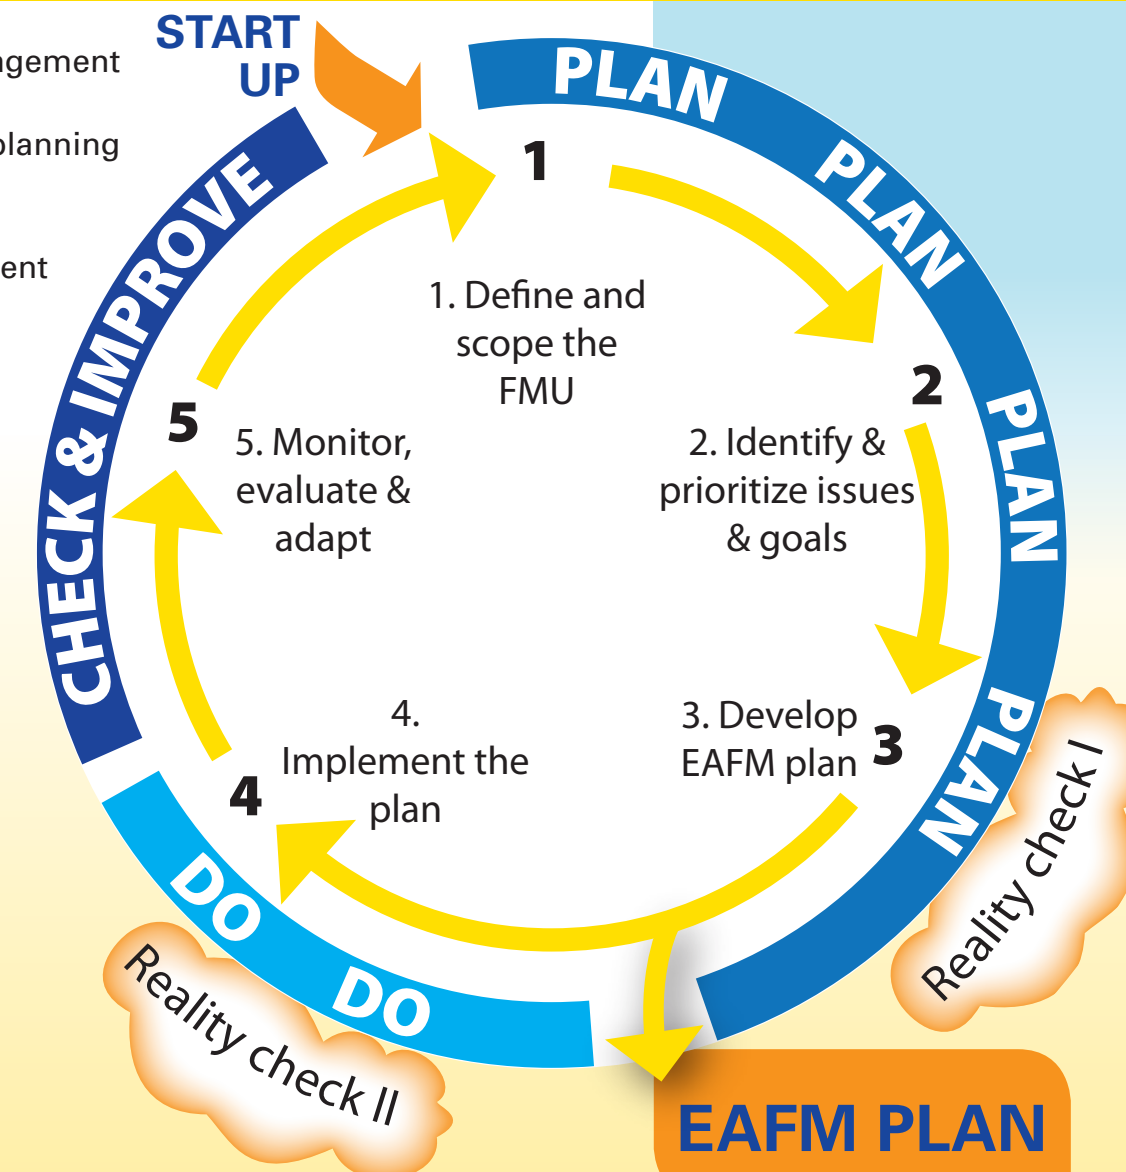 START
UP
planning
PLAN
PLAN
PLAN
PLAN
CHECK & IMPROVE
DO
DO
1
1. Define and
scope the
FMU
2
2. Identify &
prioritize issues
& goals
3. Develop
EAFM plan
3
4.
Implement the
plan
4
5
5. Monitor,
evaluate &
adapt
Reality check I
Reality check II
EAFM PLAN